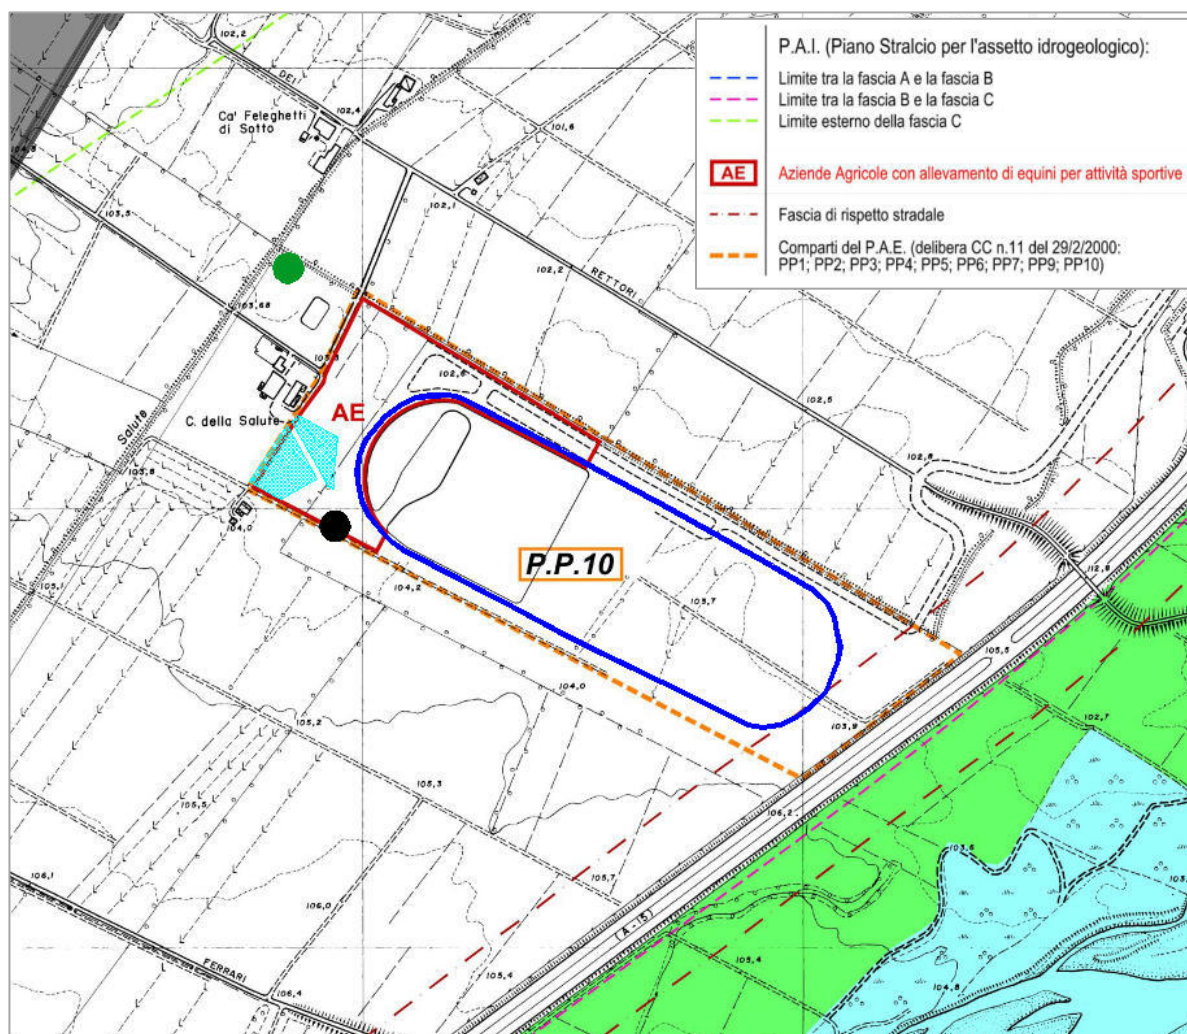 P.A.I. (Piano Stralcio per l'assetto idrogeologico):
Limite tra la fascia A e la fascia B
Limite tra la fascia B e la fascia C
Limite esterno della fascia C
AE
Aziende Agricole con allevamento di equini per attività sportive
Fascia di rispetto stradale
Comparti del P.A.E. (delibera CC n.11 del 29/2/2000:
PP1; PP2; PP3; PP4; PP5; PP6; PP7; PP9; PP10)
102,2
DEI
102,4
Ca' Feleghetti
di Sotto
101,6
102,1
103,5
102,2
RETTORI
103,68
102,6
102,5
AE
C. della Salute
Salute
103,8
102,8
104,0
P.P.10
112,8
104,2
103,7
105,1
105,5
104,0
103,9
102,7
105,2
105,3
105,5
106,2
103,6
105,7
106,1
106,0
(A-15)
FERRARI
105,4
105,4
104,8
106,4